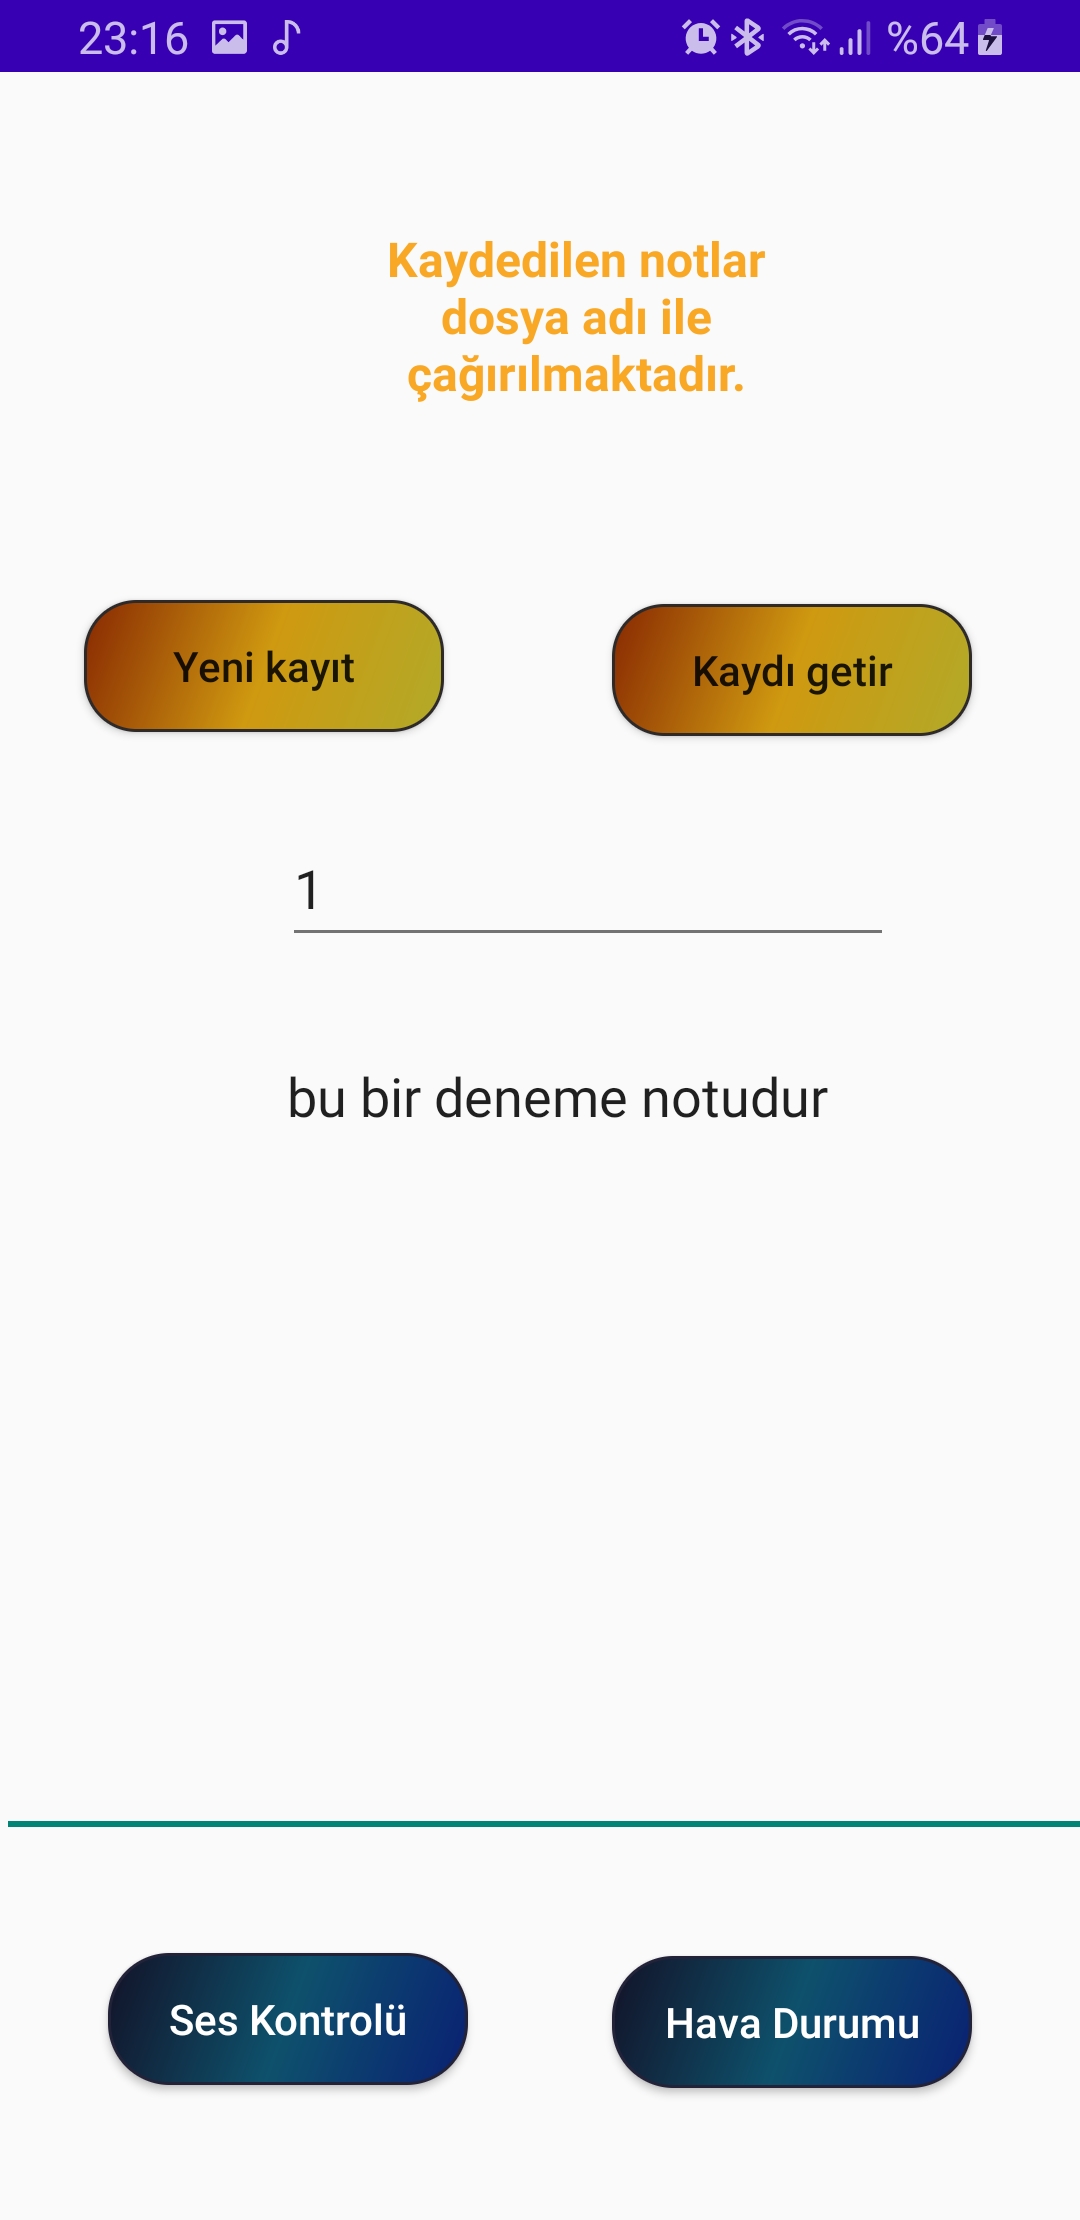 23:16 %64
Kaydedilen notlar
dosya adı ile
çağırılmaktadır.
Yeni kayıt Kaydı getir
1
bu bir deneme notudur
Ses Kontrolü Hava Durumu